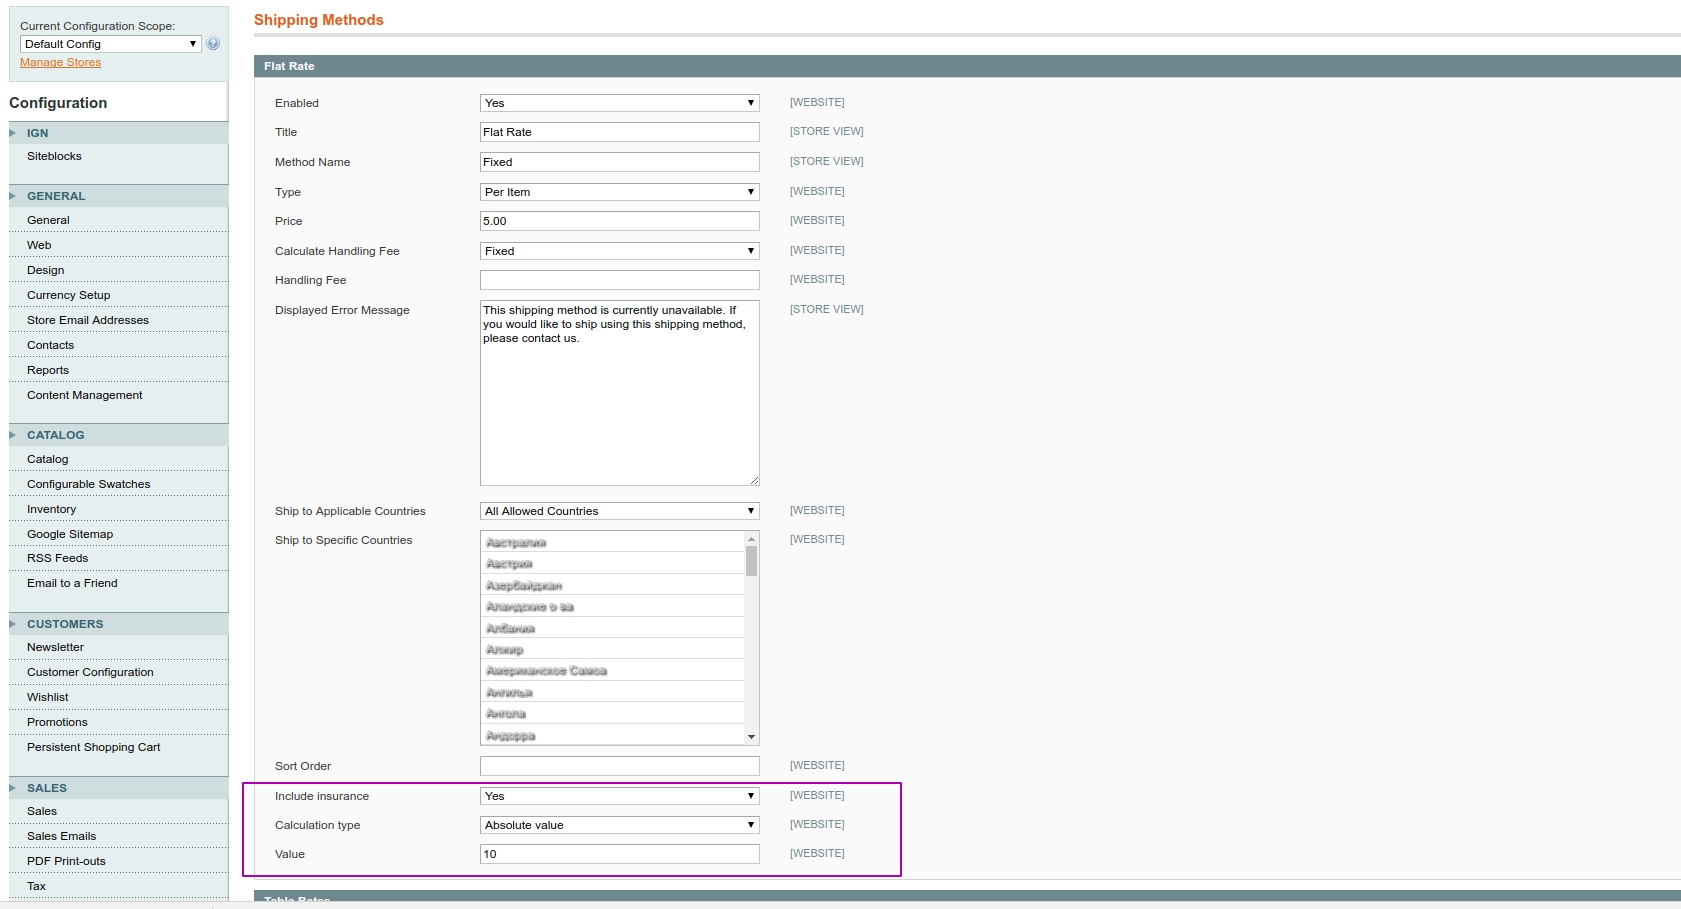 Current Configuration Scope:
Default Config
Manage Stores
Configuration
IGN
Siteblocks
GENERAL
General
Web
Design
Currency Setup
Store Email Addresses
Contacts
Reports
Content Management
CATALOG
Catalog
Configurable Swatches
Inventory
Google Sitemap
RSS Feeds
Email to a Friend
CUSTOMERS
Newsletter
Customer Configuration
Wishlist
Promotions
Persistent Shopping Cart
SALES
Sales
Sales Emails
PDF Print-outs
Tax
Shipping Methods
Flat Rate
Enabled Yes [WEBSITE]
Title Flat Rate [STORE VIEW]
Method Name Fixed [STORE VIEW]
Type Per Item [WEBSITE]
Price 5.00 [WEBSITE]
Calculate Handling Fee Fixed [WEBSITE]
Handling Fee [WEBSITE]
Displayed Error Message This shipping method is currently unavailable. If [STORE VIEW]
you would like to ship using this shipping method,
please contact us.
Ship to Applicable Countries All Allowed Countries [WEBSITE]
Ship to Specific Countries Австралия [WEBSITE]
Австрия
Азербайджан
Аландские о ва
Албания
Алжир
Американское Самоа
Ангилья
Ангола
Андорра
Sort Order [WEBSITE]
Include insurance Yes [WEBSITE]
Calculation type Absolute value [WEBSITE]
Value 10 [WEBSITE]
Table Rates